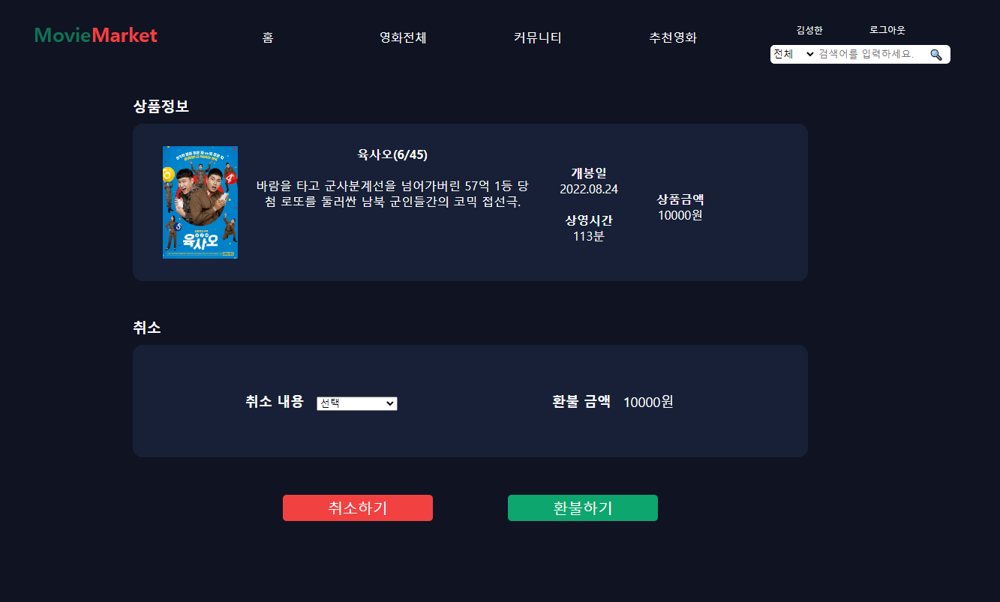 MovieMarket
홈
영화전체
커뮤니티
추천영화
김성한
로그아웃
전체
검색어를 입력하세요.
상품정보
육사오
육사오(6/45)
바람을 타고 군사분계선을 넘어가버린 57억 1등 당
첨 로또를 둘러싼 남북 군인들간의 코믹 접선극.
개봉일
2022.08.24
상영시간
113분
상품금액
10000원
취소
취소 내용
선택
환불 금액
10000원
취소하기
환불하기